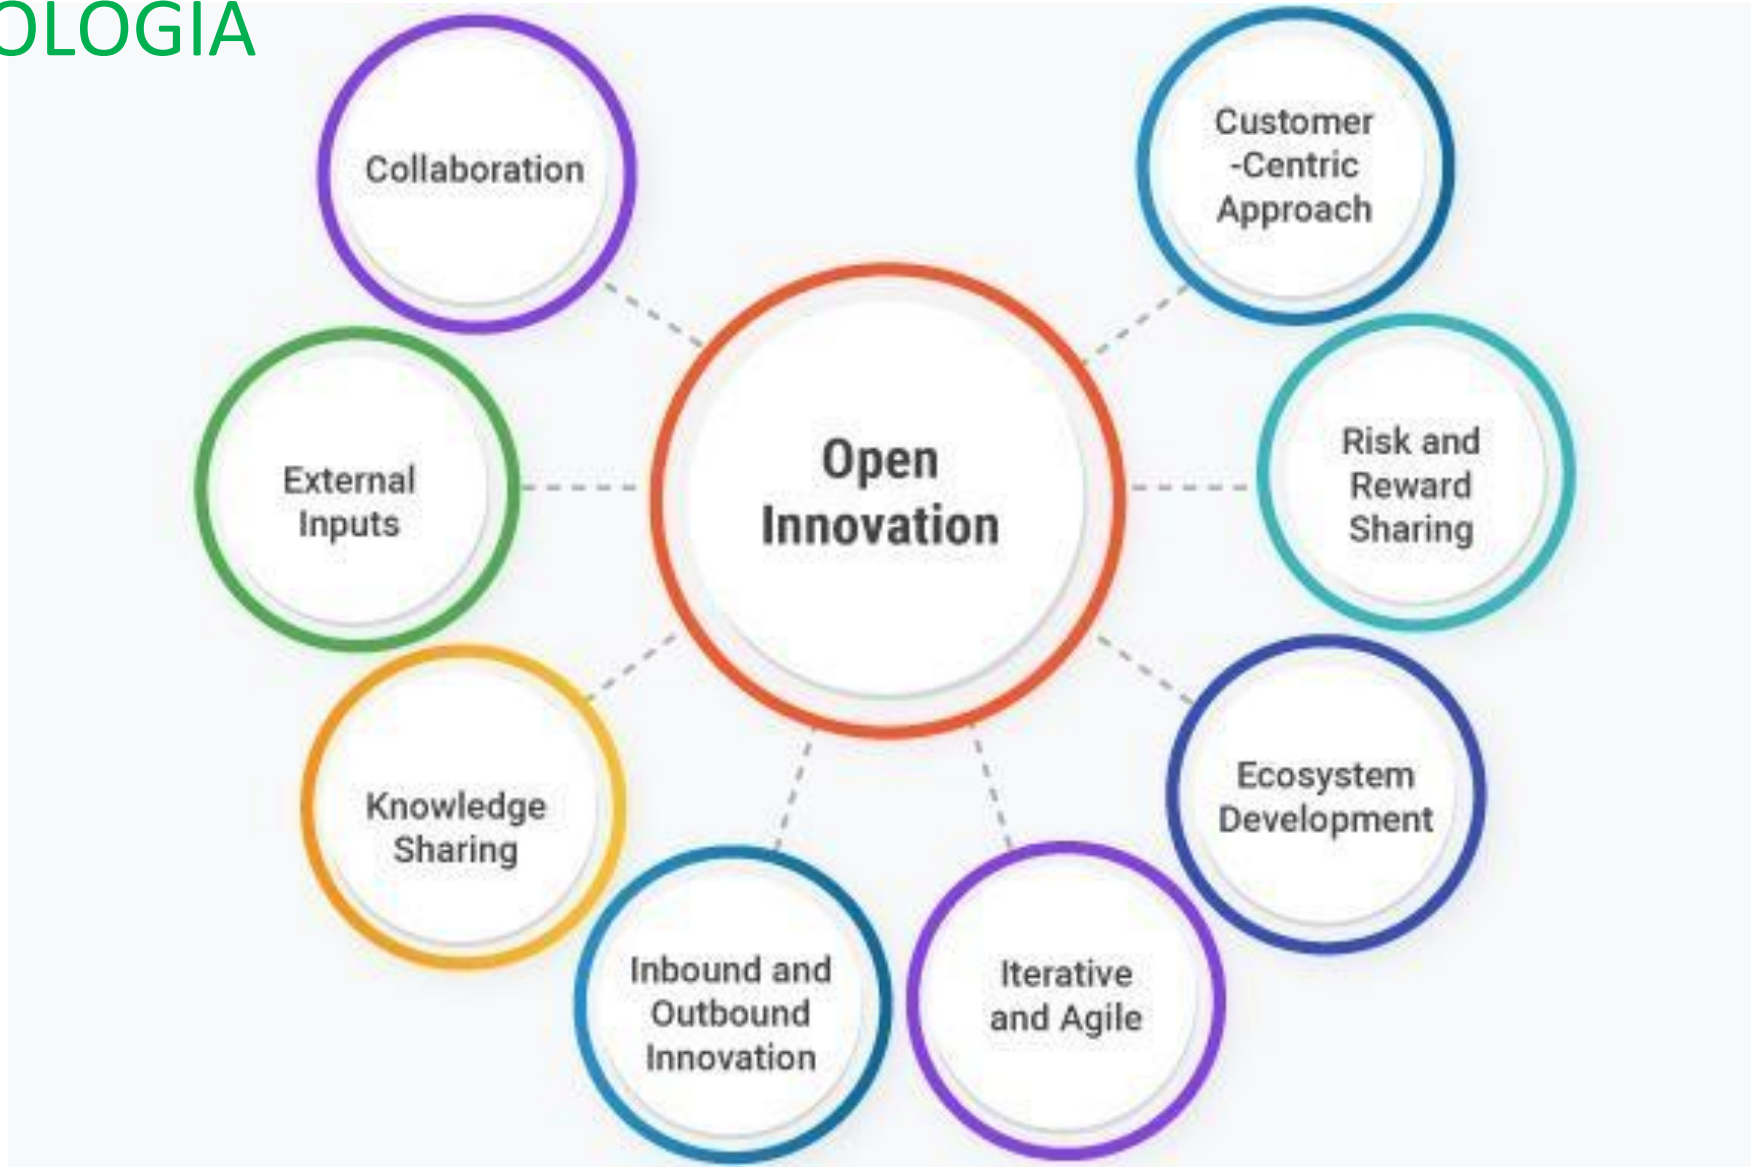 OLOGIA
Collaboration
Customer
-Centric
Approach
External
Inputs
Open
Innovation
Risk and
Reward
Sharing
Knowledge
Sharing
Ecosystem
Development
Inbound and
Outbound
Innovation
Iterative
and Agile